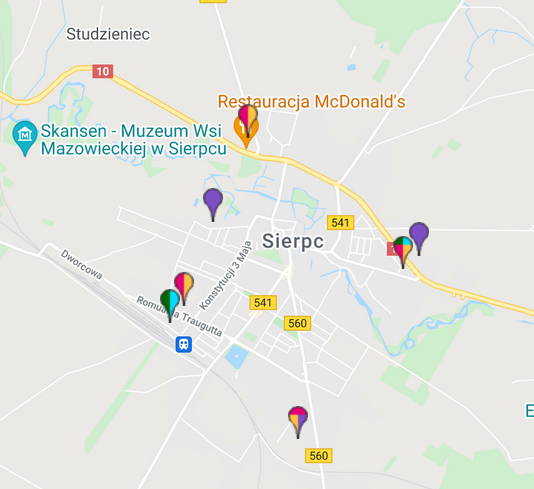 Studzieniec
10
Restauracja McDonald's
Skansen - Muzeum Wsi
Mazowieckiej w Sierpcu
541
Sierpc
Dworcowa
Konstytucji 3 Maja
Traugutta
541
560
E
560